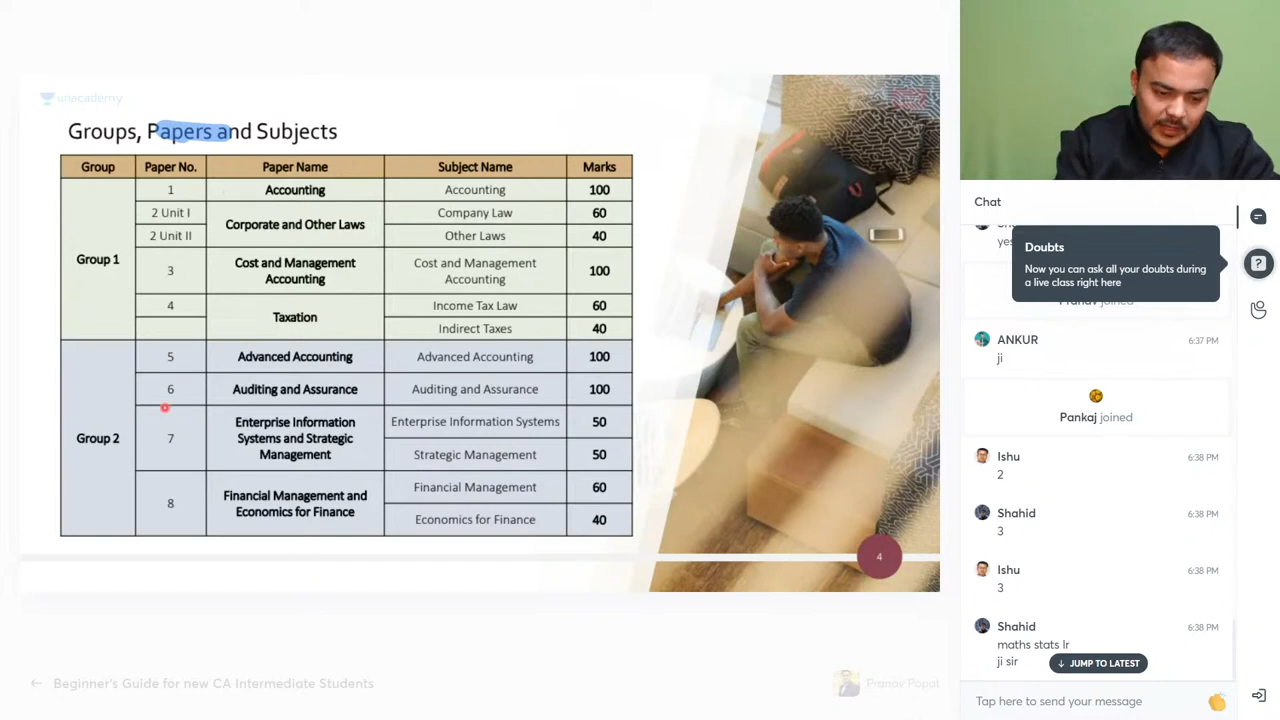 unacademy
Groups, Papers and Subjects
Group Paper No. Paper Name Subject Name Marks
Group 1
1 Accounting Accounting 100
2 Unit I Corporate and Other Laws Company Law 60
2 Unit II Other Laws 40
3 Cost and Management
Accounting
Cost and Management
Accounting
100
4 Taxation Income Tax Law 60
Indirect Taxes 40
Group 2
5 Advanced Accounting Advanced Accounting 100
6 Auditing and Assurance Auditing and Assurance 100
7 Enterprise Information
Systems and Strategic
Management
Enterprise Information Systems 50
Strategic Management 50
8 Financial Management and
Economics for Finance
Financial Management 60
Economics for Finance 40
4
Beginner's Guide for new CA Intermediate Students
Pranav Popat
Chat
yes
Doubts
Now you can ask all your doubts during
a live class right here
Pranav joined
ANKUR 6:37 PM
ji
Pankaj joined
Ishu 6:38 PM
2
Shahid 6:38 PM
3
Ishu 6:38 PM
3
Shahid 6:38 PM
maths stats lr
ji sir
JUMP TO LATEST
Tap here to send your message